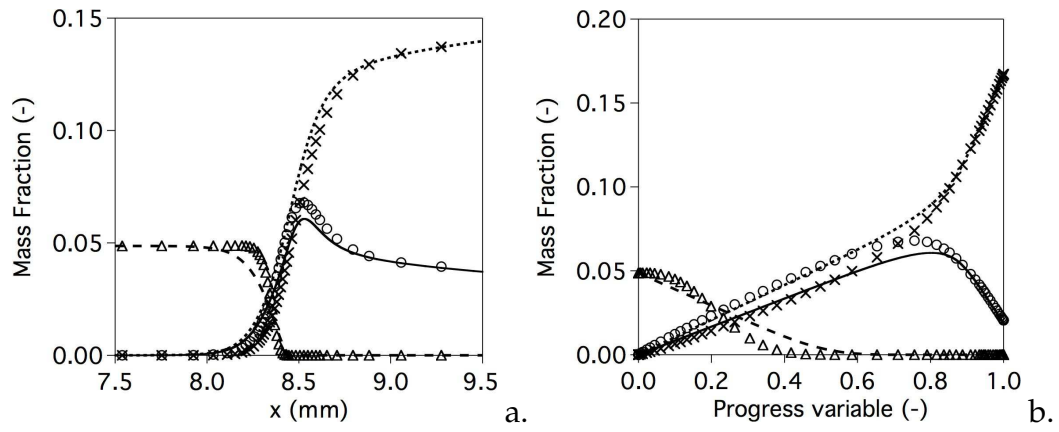 0.15
0.10
0.05
0.00
Mass Fraction (-)
7.5 8.0 8.5 9.0 9.5
x (mm)
a.
0.20
0.15
0.10
0.05
0.00
Mass Fraction (-)
0.0 0.2 0.4 0.6 0.8 1.0
Progress variable (-)
b.